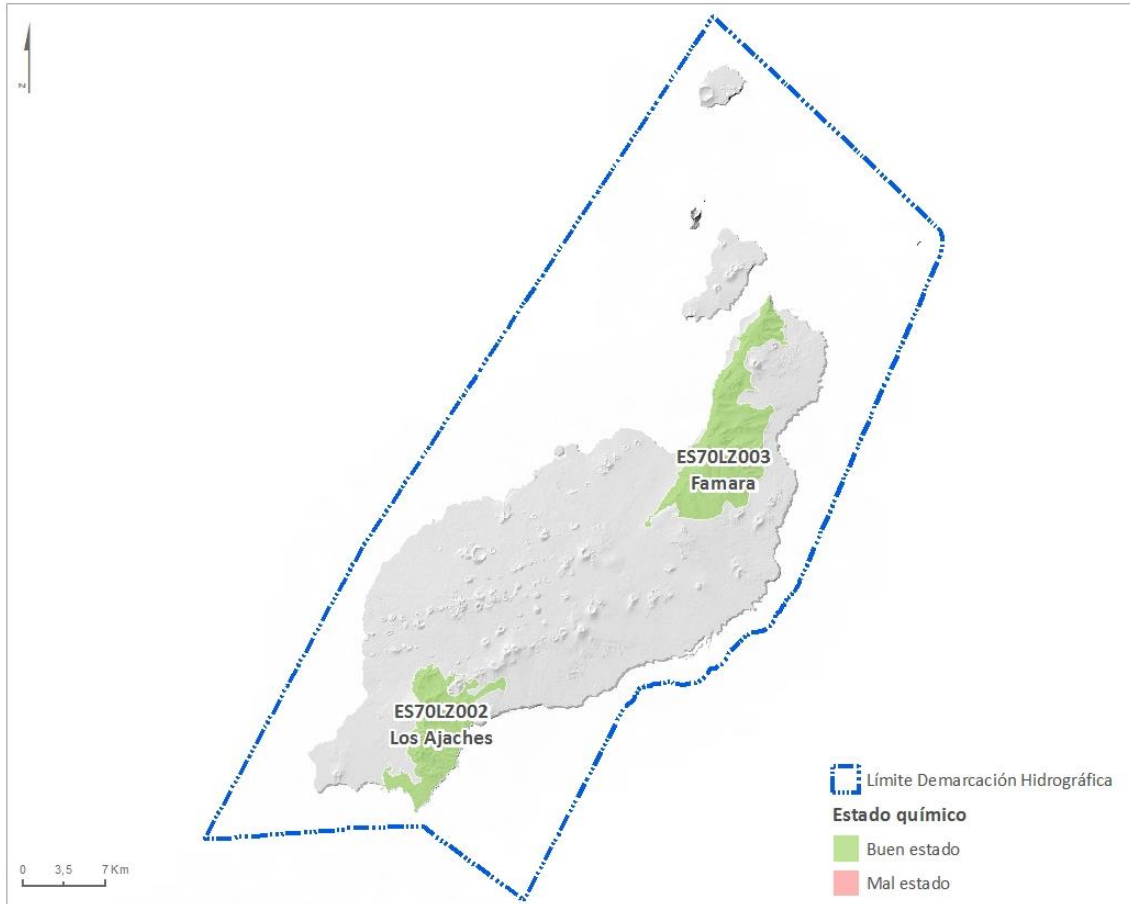 N
ES70LZ003
Famara
ES70LZ002
Los Ajaches
Límite Demarcación Hidrográfica
Estado químico
Buen estado
Mal estado
0 3,5 7 Km